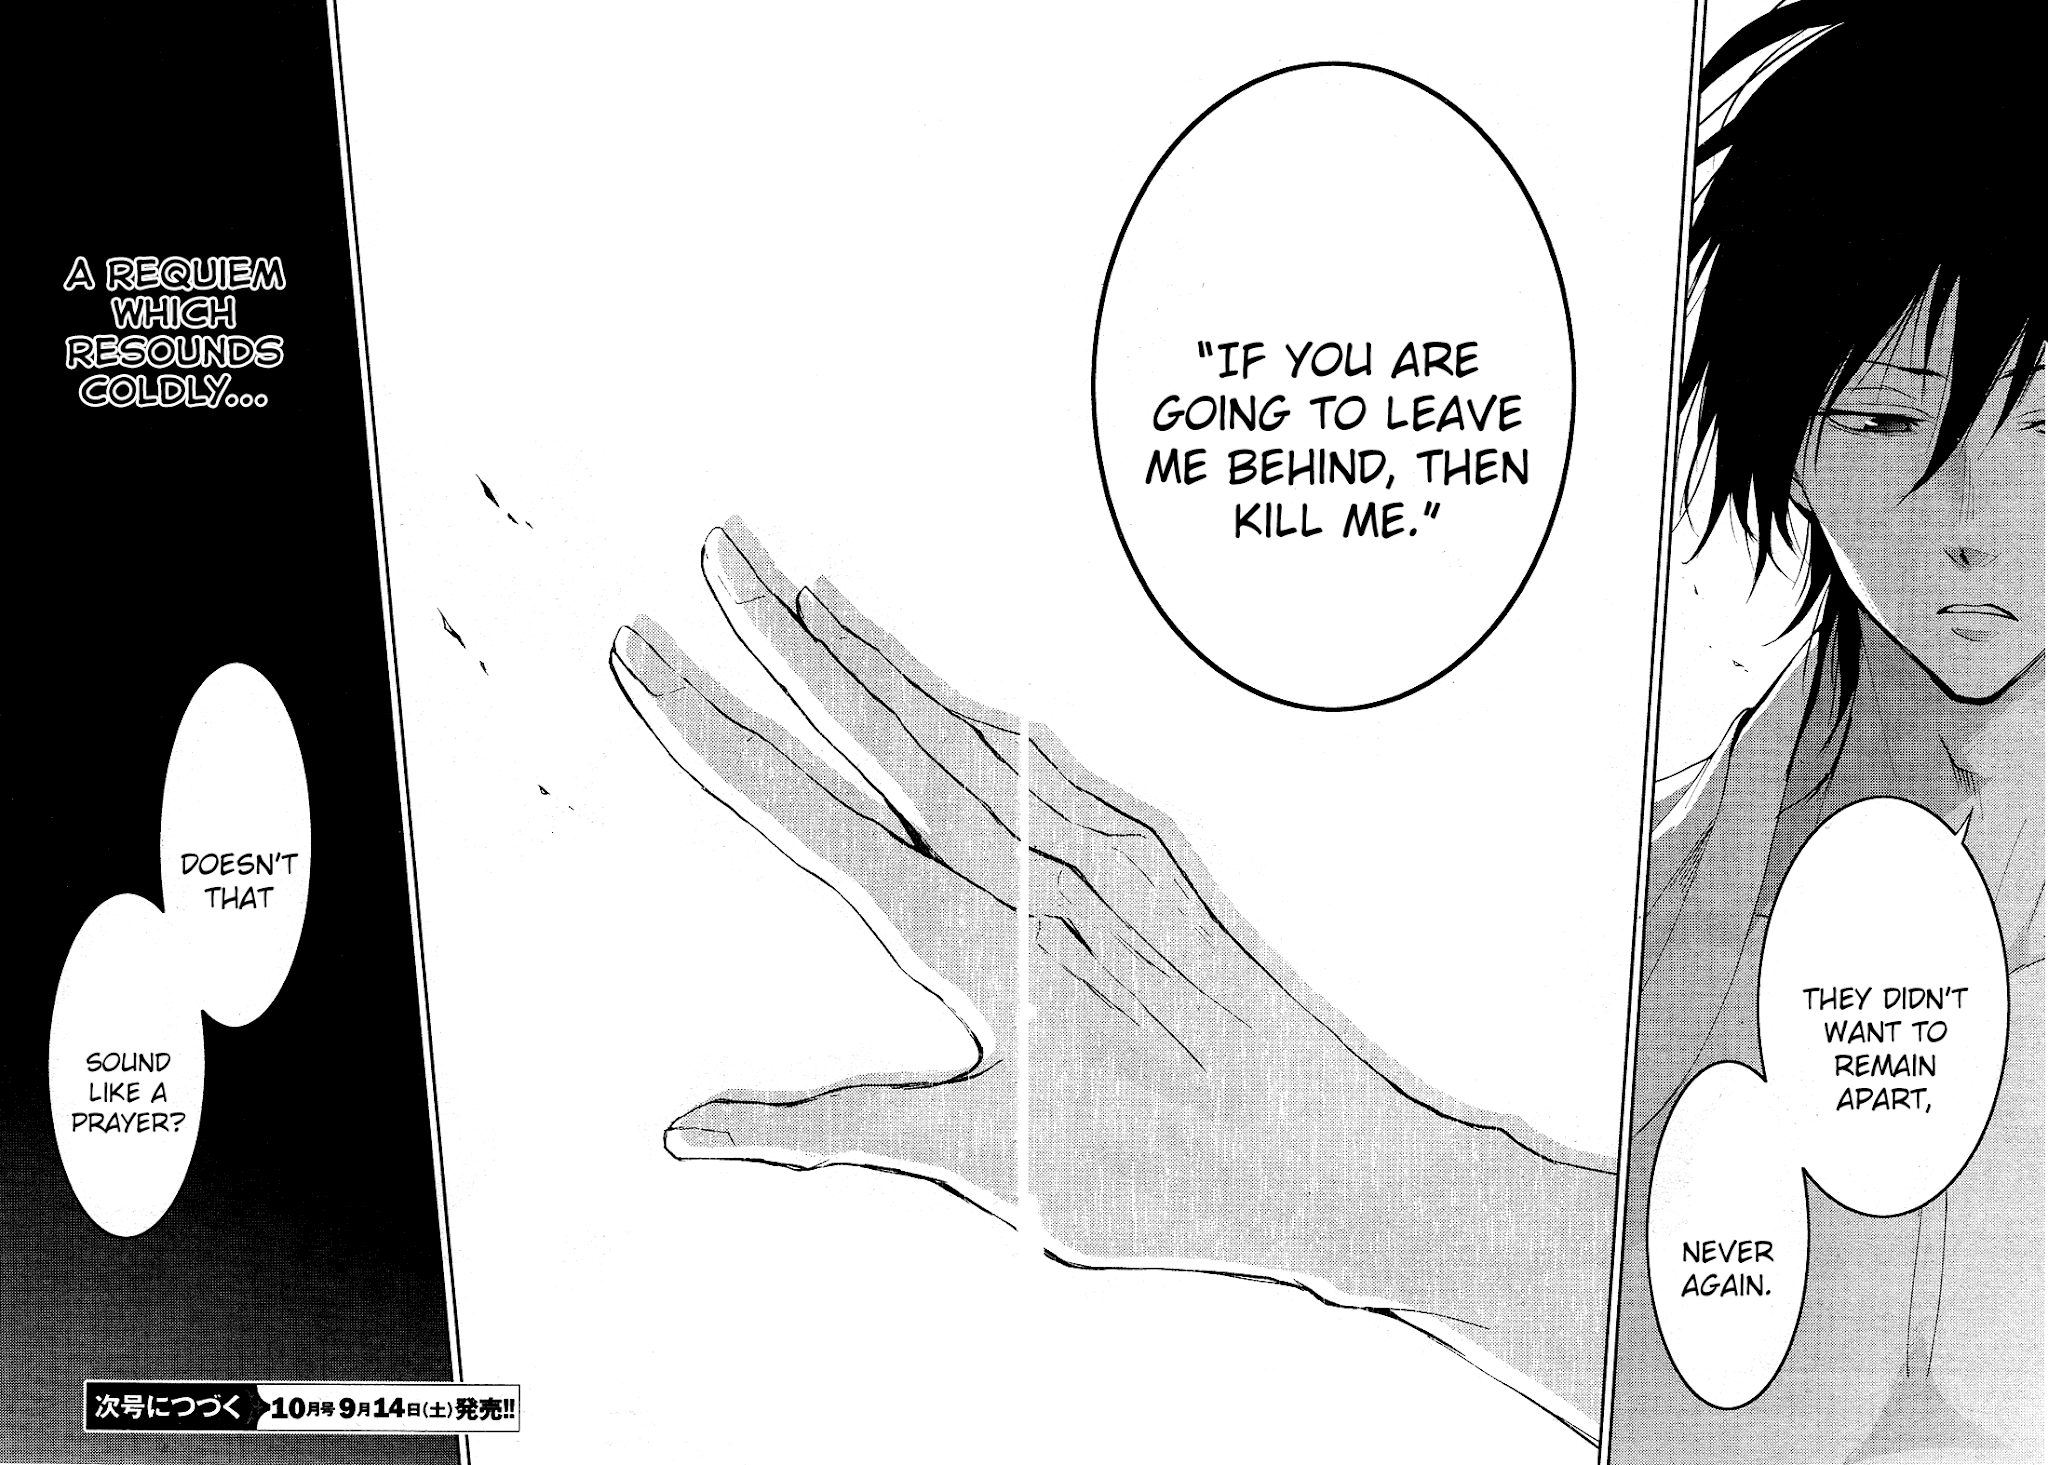 THEY DIDN'T
WANT TO
REMAIN
APART,
NEVER
AGAIN.
"IF YOU ARE
GOING TO LEAVE
ME BEHIND, THEN
KILL ME."
A REQUIEM
WHICH
RESOUNDS
COLDLY...
DOESN'T
THAT
SOUND
LIKE A
PRAYER?
次号につづく 10月号9月14日(土)発売!!